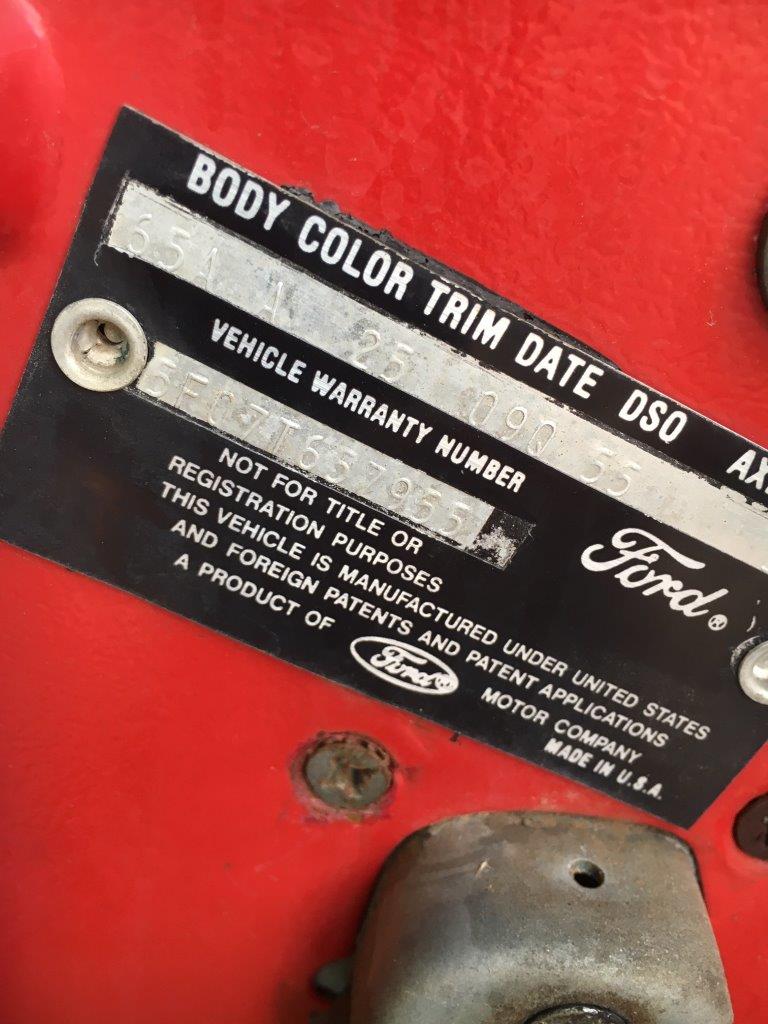 BODY COLOR TRIM DATE DSO AX
65A A 25 09Q 55
VEHICLE WARRANTY NUMBER
5F07T657955
NOT FOR TITLE OR
REGISTRATION PURPOSES
THIS VEHICLE IS MANUFACTURED UNDER UNITED STATES
AND FOREIGN PATENTS AND PATENT APPLICATIONS
A PRODUCT OF Ford® MOTOR COMPANY
MADE IN U.S.A.
Ford®